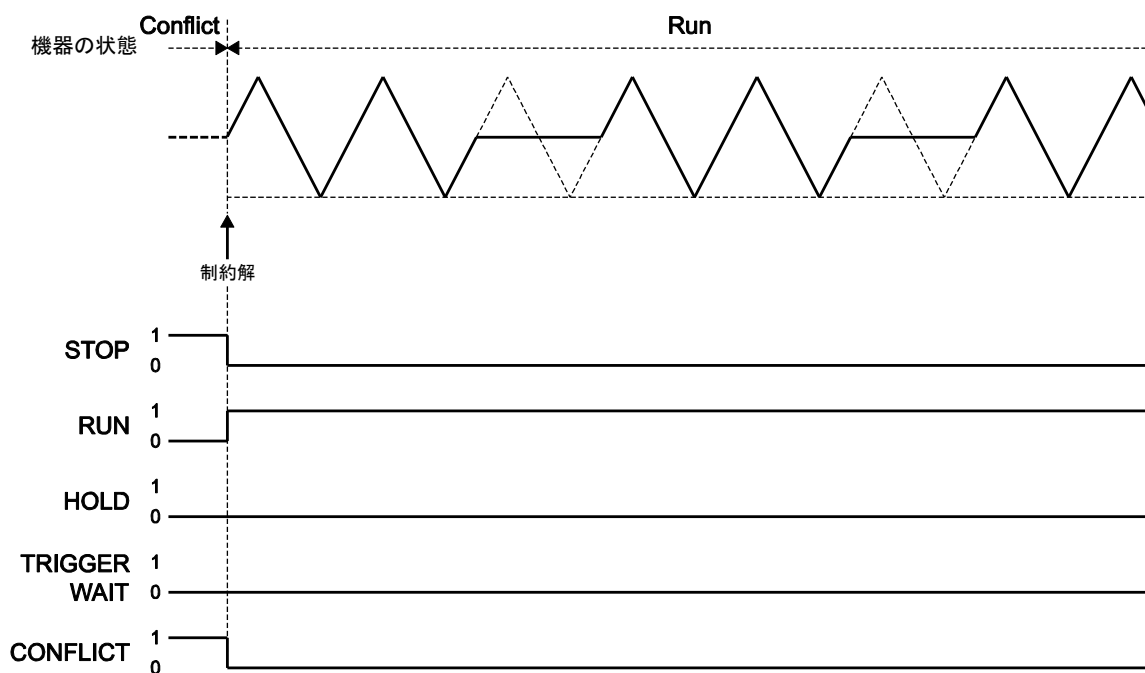 Conflict
Run
機器の状態
制約解
STOP
1
0
RUN
1
0
HOLD
1
0
TRIGGER
WAIT
1
0
CONFLICT
1
0